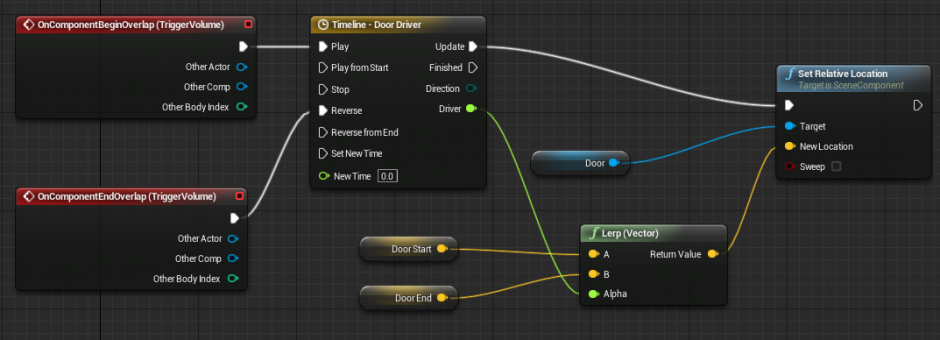 OnComponentBeginOverlap (TriggerVolume)
Other Actor
Other Comp
Other Body Index
Timeline - Door Driver
Play
Update
Play from Start
Finished
Stop
Direction
Reverse
Driver
Reverse from End
Set New Time
New Time 0.0
Set Relative Location
Target is SceneComponent
Target
New Location
Sweep
Door
OnComponentEndOverlap (TriggerVolume)
Other Actor
Other Comp
Other Body Index
Door Start
Door End
Lerp (Vector)
A
Return Value
B
Alpha